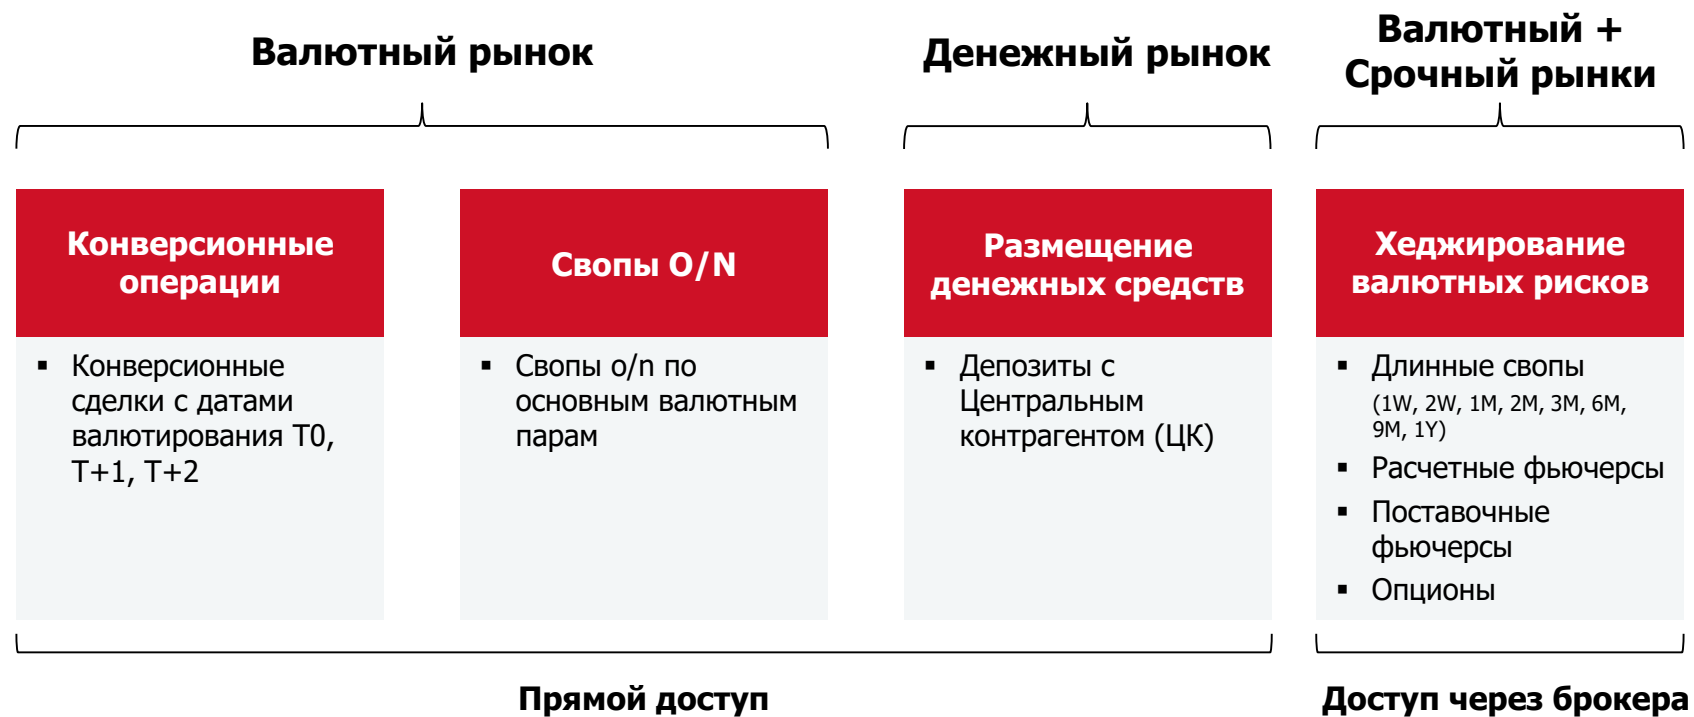 Валютный рынок
Денежный рынок
Валютный +
Срочный рынки
Конверсионные
операции
Конверсионные
сделки с датами
валютирования T0,
T+1, T+2
Свопы O/N
Свопы o/n по
основным валютным
парам
Размещение
денежных средств
Депозиты с
Центральным
контрагентом (ЦК)
Хеджирование
валютных рисков
Длинные свопы
(1W, 2W, 1M, 2M, 3M, 6M,
9M, 1Y)
Расчетные фьючерсы
Поставочные
фьючерсы
Опционы
Прямой доступ
Доступ через брокера